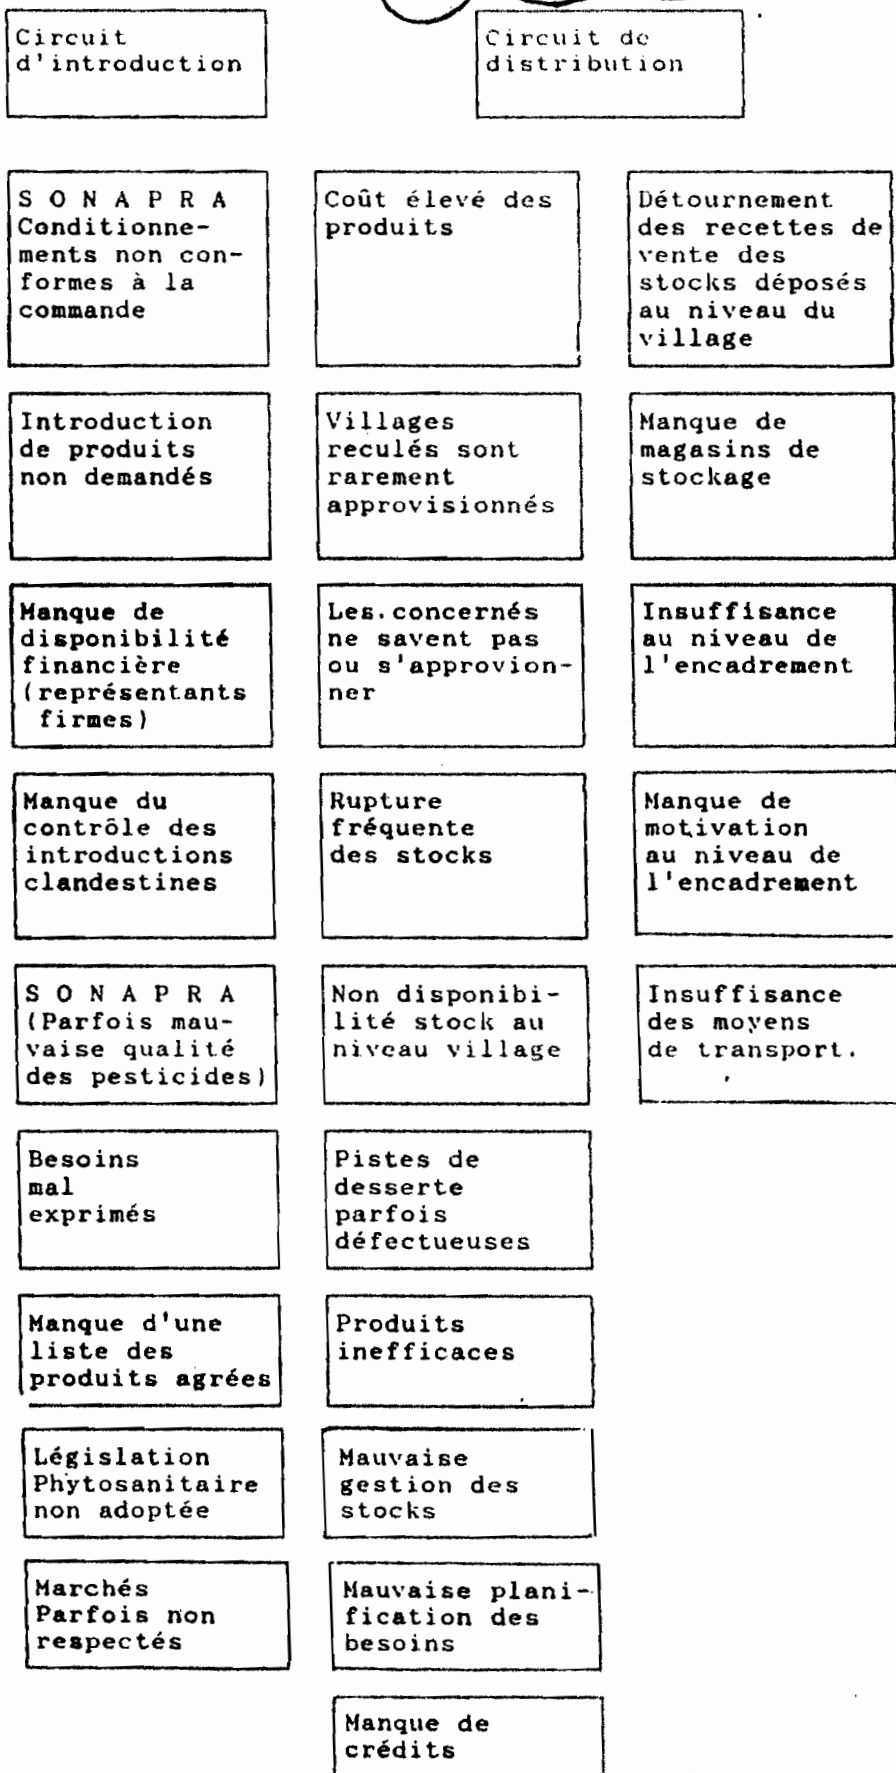 Circuit
d'introduction
Circuit de
distribution
S O N A P R A
Conditionne-
ments non con-
formes à la
commande
Coût élevé des
produits
Détournement
des recettes de
vente des
stocks déposés
au niveau du
village
Introduction
de produits
non demandés
Villages
reculés sont
rarement
approvisionnés
Manque de
magasins de
stockage
Manque de
disponibilité
financière
(représentants
firmes)
Les.concernés
ne savent pas
ou s'approvion-
ner
Insuffisance
au niveau de
l'encadrement
Manque du
contrôle des
introductions
clandestines
Rupture
fréquente
des stocks
Manque de
motivation
au niveau de
l'encadrement
S O N A P R A
(Parfois mau-
vaise qualité
des pesticides)
Non disponibi-
lité stock au
niveau village
Insuffisance
des moyens
de transport.
Besoins
mal
exprimés
Pistes de
desserte
parfois
défectueuses
Manque d'une
liste des
produits agrées
Produits
inefficaces
Législation
Phytosanitaire
non adoptée
Mauvaise
gestion des
stocks
Marchés
Parfois non
respectés
Mauvaise plani-
fication des
besoins
Manque de
crédits